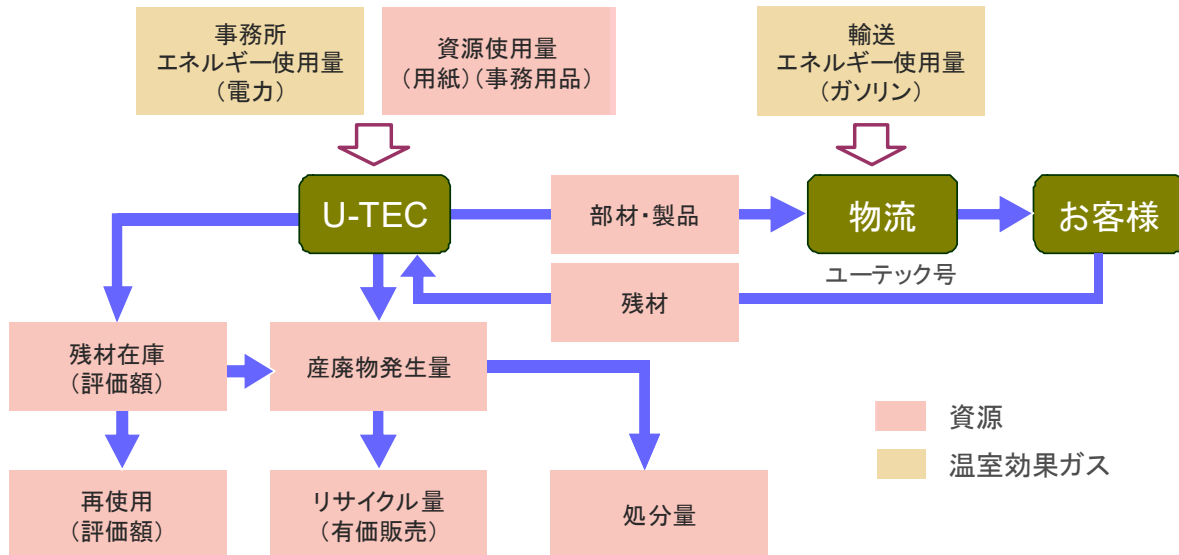 事務所
エネルギー使用量
（電力）
資源使用量
（用紙）（事務用品）
輸送
エネルギー使用量
（ガソリン）
U-TEC
部材・製品
物流
お客様
ユーテック号
残材
残材在庫
（評価額）
産廃物発生量
資源
温室効果ガス
再使用
（評価額）
リサイクル量
（有価販売）
処分量